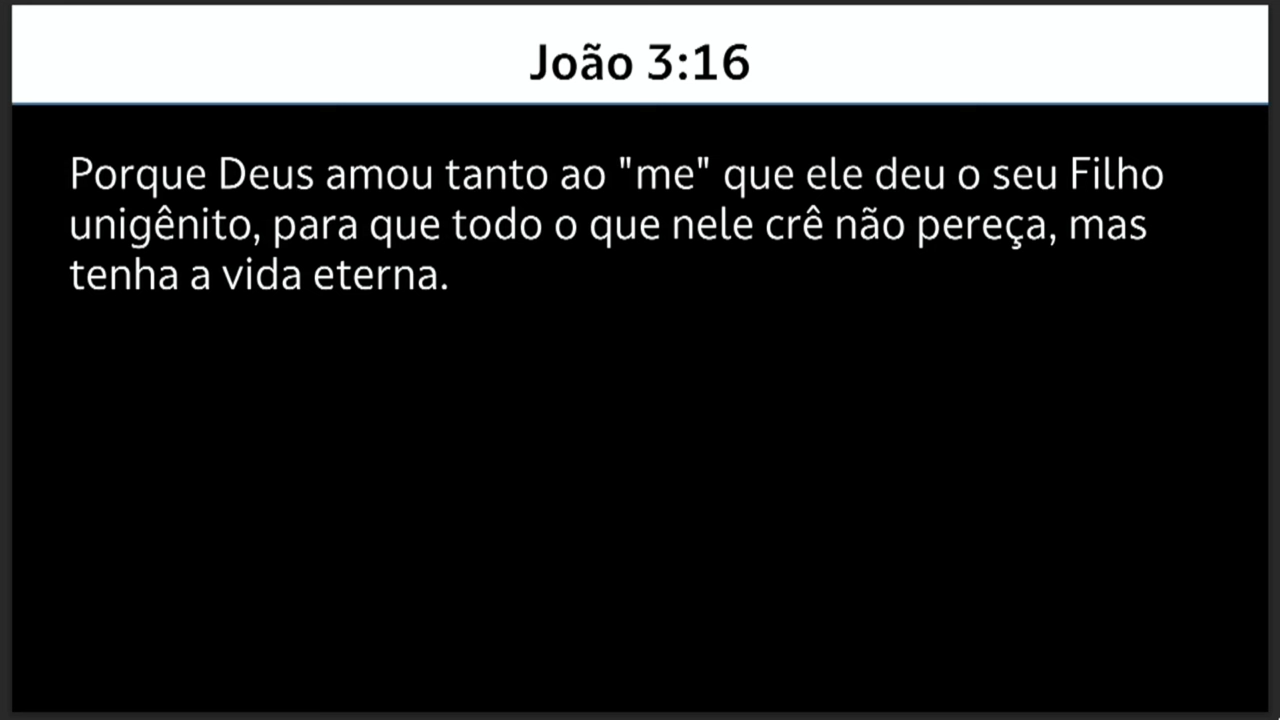 João 3:16
Porque Deus amou tanto ao "me" que ele deu o seu Filho
unigênito, para que todo o que nele crê não pereça, mas
tenha a vida eterna.